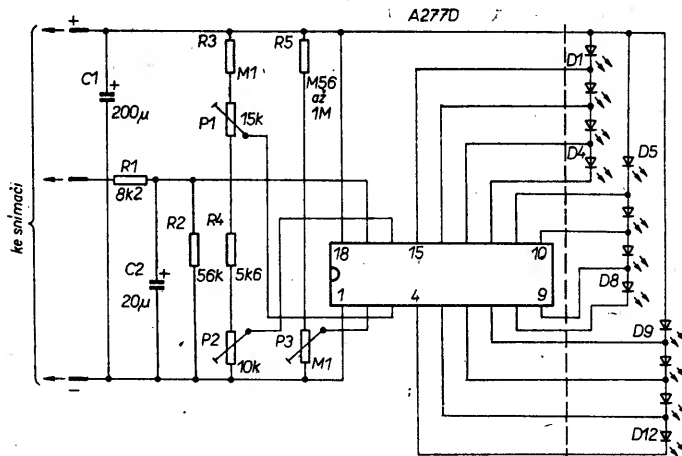 A277D
+
R3
R5
D1
C1
+
M1
M56
až
1M
200µ
P1
15k
D4
D5
R1
8k2
ke snímači
R2
R4
18
15
10
D8
C2
+
56k
5k6
1
4
9
20µ
D9
P2
P3
10k
M1
−
D12